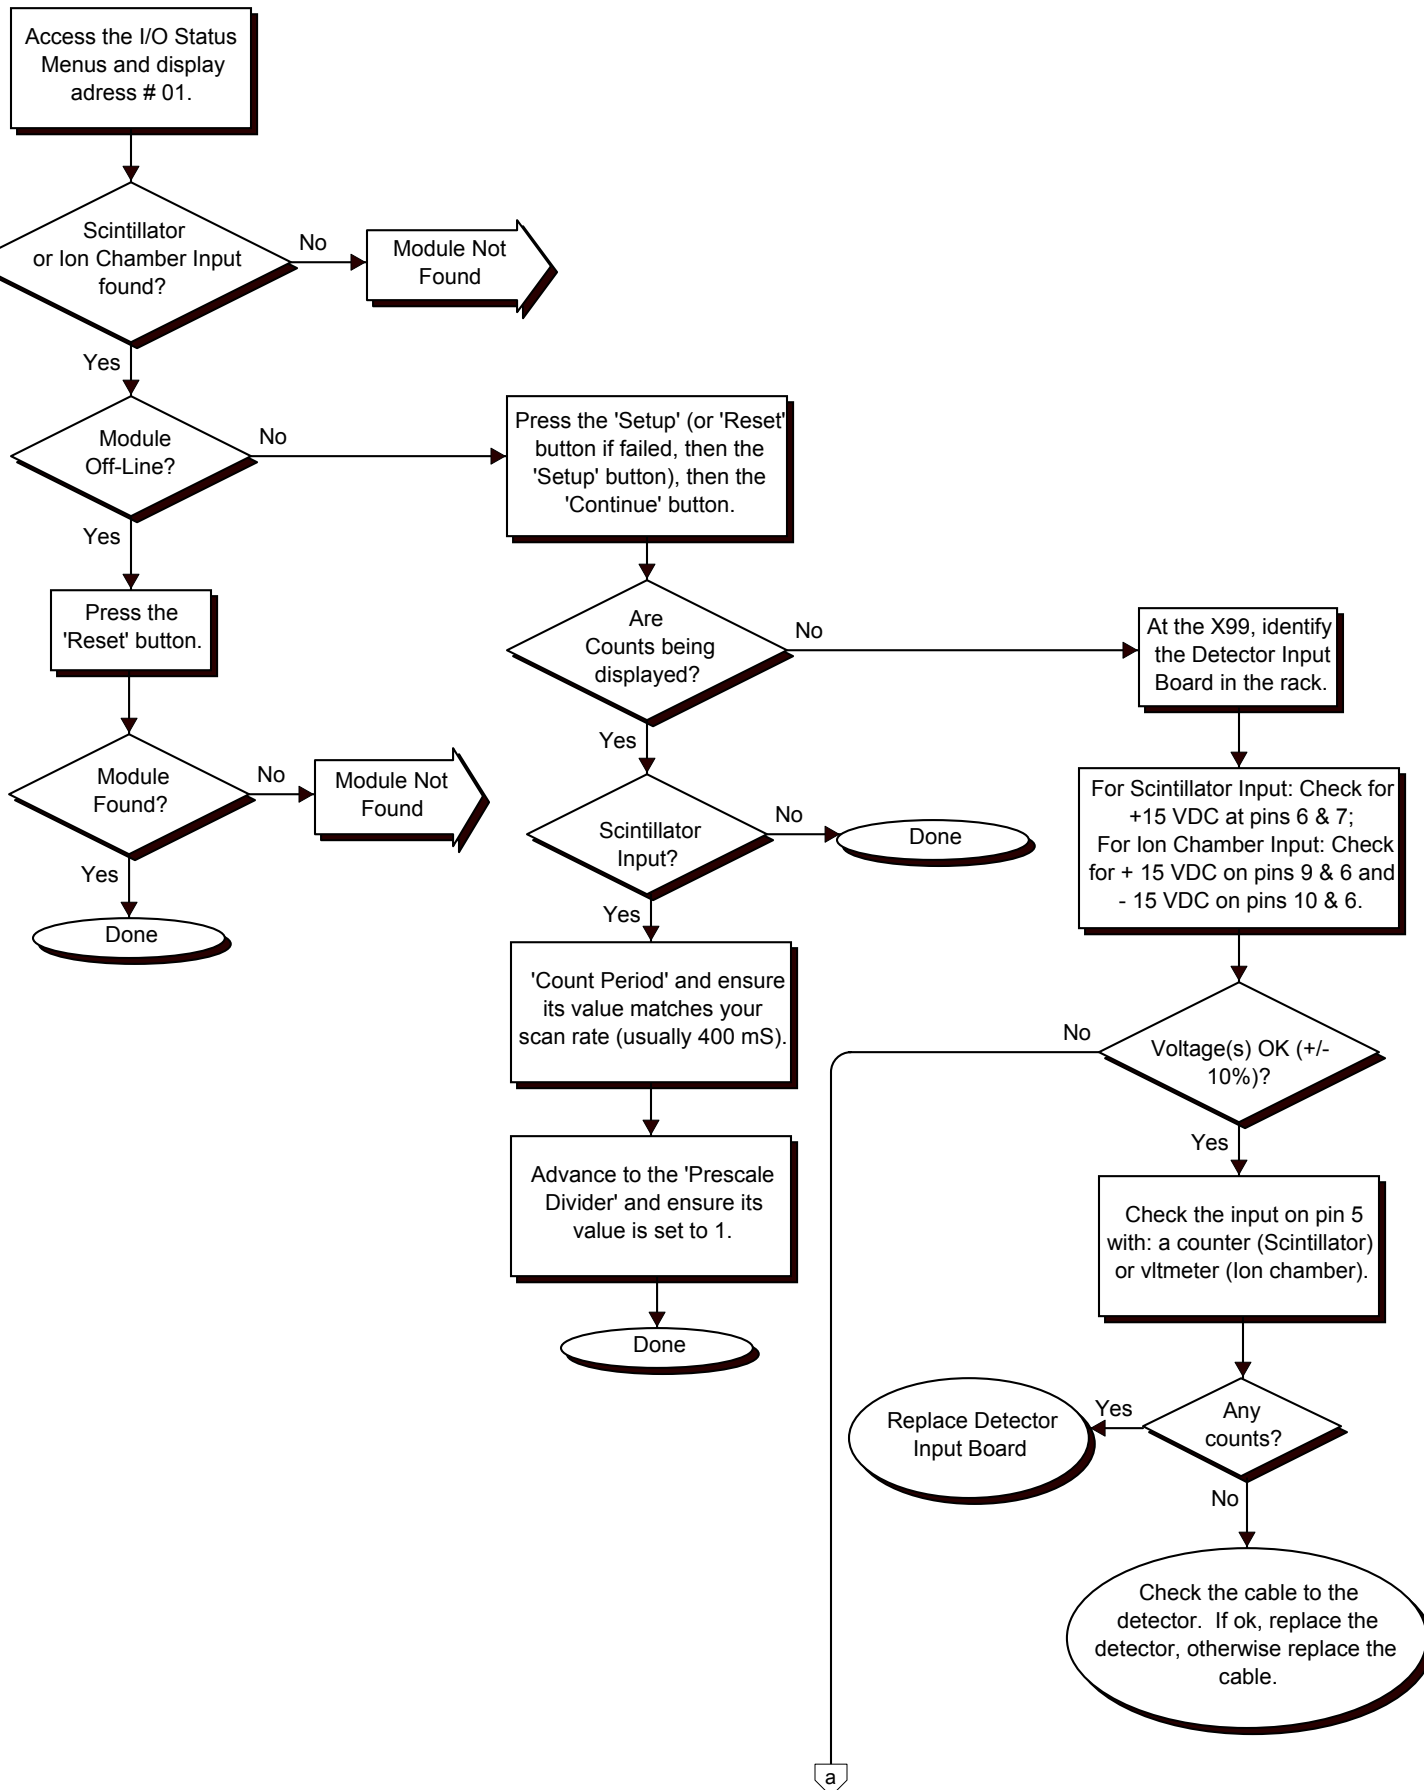 Access the I/O Status
Menus and display
adress # 01.
Scintillator
or Ion Chamber Input
found?
No
Module Not
Found
Yes
Module
Off-Line?
No
Press the 'Setup' (or 'Reset'
button if failed, then the
'Setup' button), then the
'Continue' button.
Yes
Press the
'Reset' button.
Module
Found?
No
Module Not
Found
Yes
Done
Are
Counts being
displayed?
No
Yes
Scintillator
Input?
No
Done
Yes
'Count Period' and ensure
its value matches your
scan rate (usually 400 mS).
Advance to the 'Prescale
Divider' and ensure its
value is set to 1.
Done
At the X99, identify
the Detector Input
Board in the rack.
For Scintillator Input: Check for
+15 VDC at pins 6 & 7;
For Ion Chamber Input: Check
for + 15 VDC on pins 9 & 6 and
- 15 VDC on pins 10 & 6.
Voltage(s) OK (+/-
10%)?
No
Yes
Check the input on pin 5
with: a counter (Scintillator)
or vltmeter (Ion chamber).
Any
counts?
Yes
Replace Detector
Input Board
No
Check the cable to the
detector. If ok, replace the
detector, otherwise replace the
cable.
a